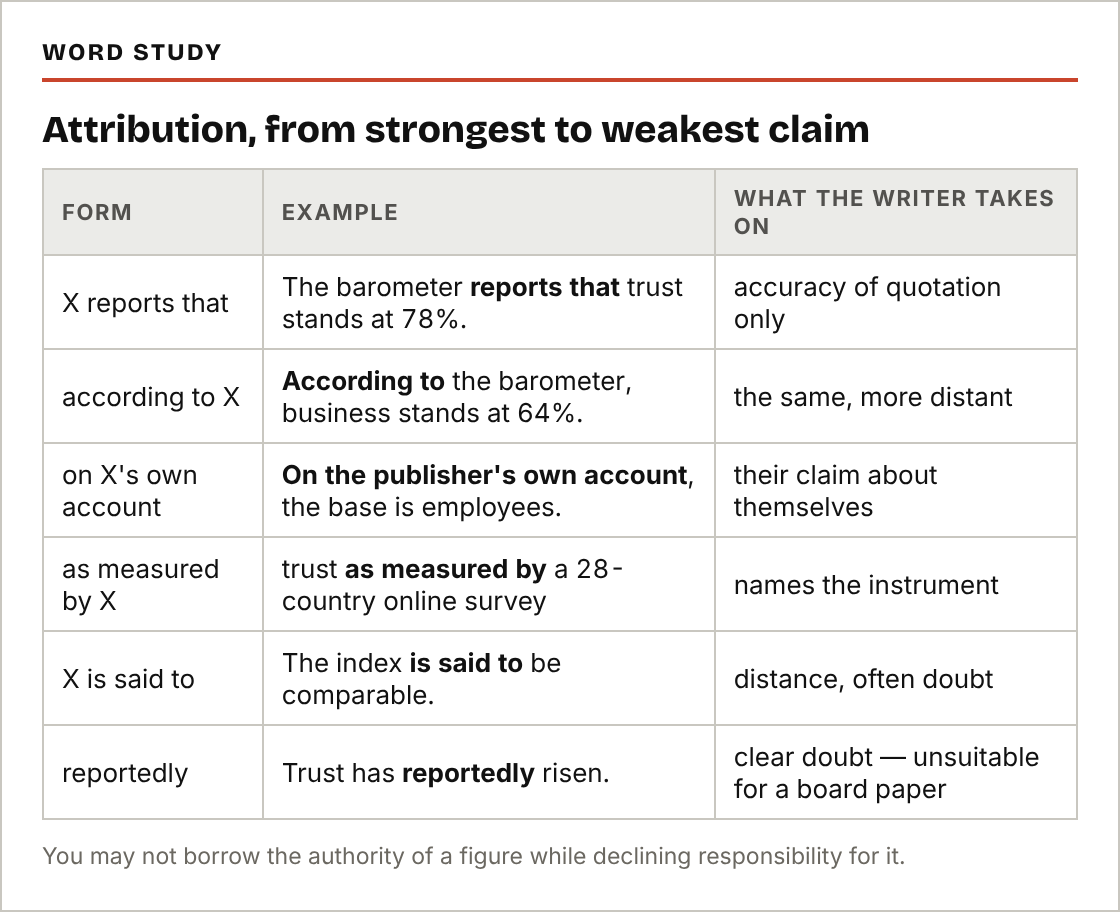 WORD STUDY
Attribution, from strongest to weakest claim
FORM
EXAMPLE
WHAT THE WRITER TAKES
ON
X reports that
The barometer reports that trust
stands at 78%.
accuracy of quotation
only
according to X
According to the barometer,
business stands at 64%.
the same, more distant
on X's own
account
On the publisher's own account,
the base is employees.
their claim about
themselves
as measured
by X
trust as measured by a 28-
country online survey
names the instrument
X is said to
The index is said to be
comparable.
distance, often doubt
reportedly
Trust has reportedly risen.
clear doubt — unsuitable
for a board paper
You may not borrow the authority of a figure while declining responsibility for it.